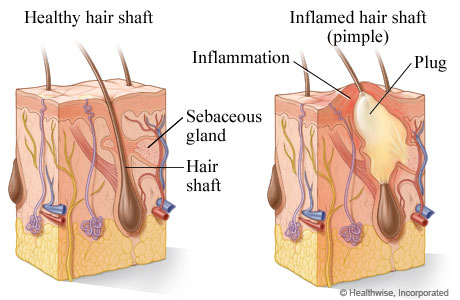 Healthy hair shaft
Inflamed hair shaft
(pimple)
Inflammation
Plug
Sebaceous
gland
Hair
shaft
© Healthwise, Incorporated